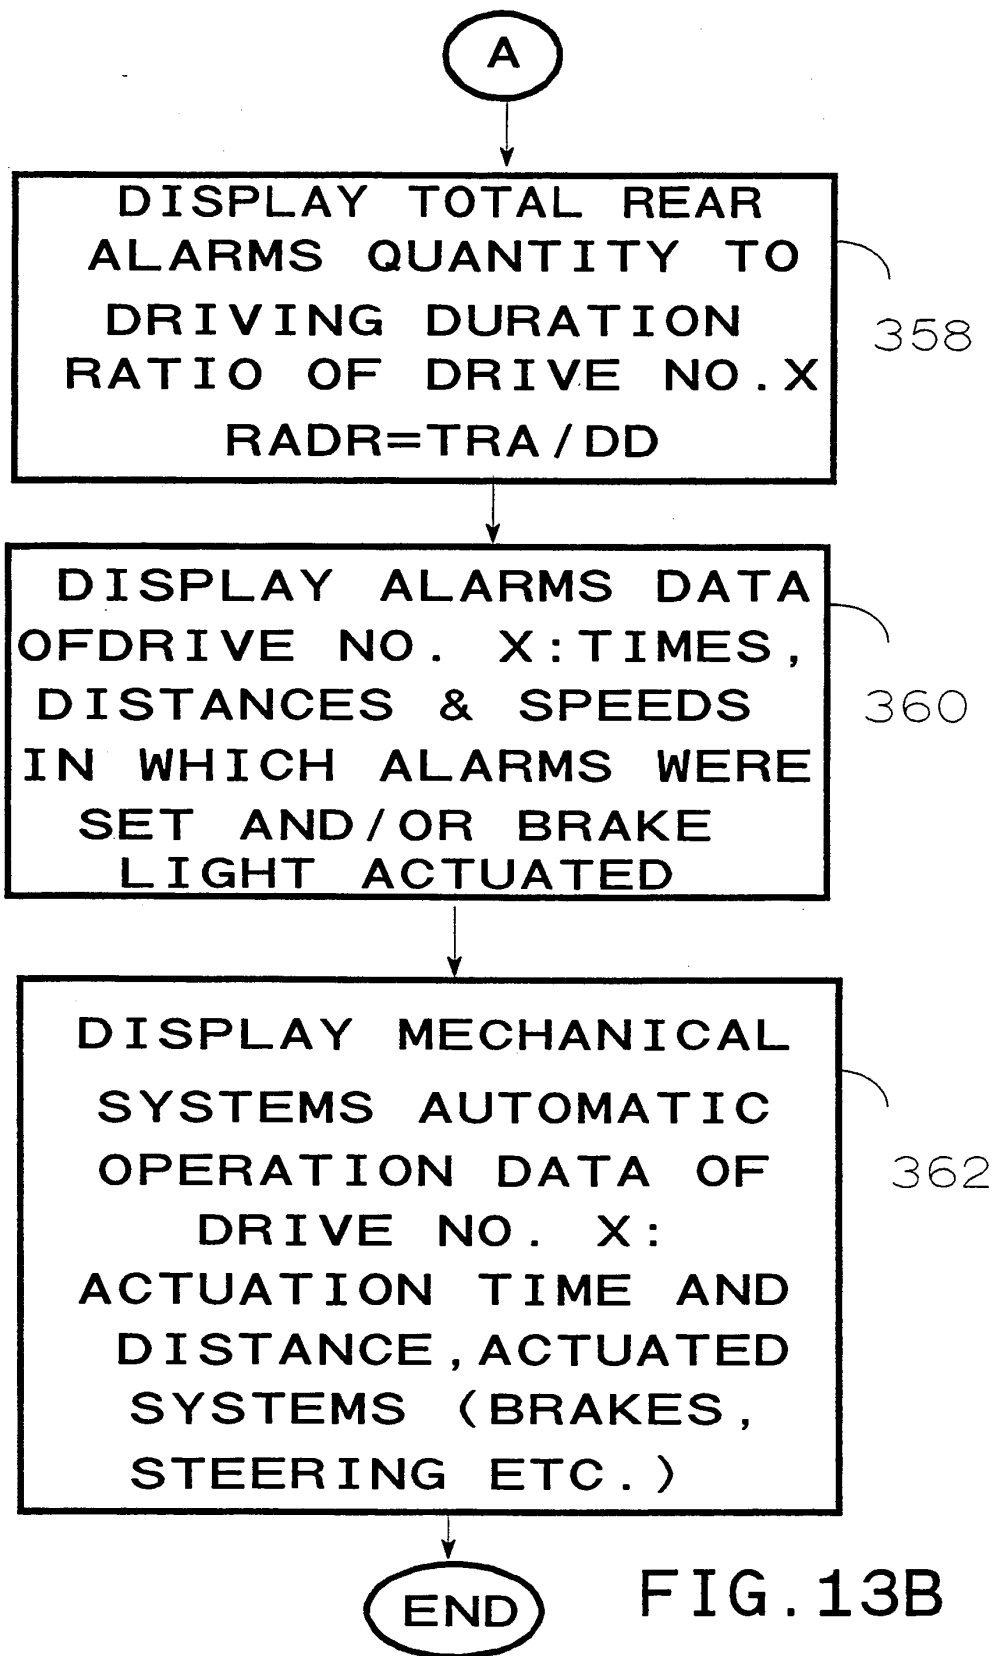 A
DISPLAY TOTAL REAR
ALARMS QUANTITY TO
DRIVING DURATION
RATIO OF DRIVE NO.X
RADR=TRA/DD
358
DISPLAY ALARMS DATA
OFDRIVE NO. X:TIMES,
DISTANCES & SPEEDS
IN WHICH ALARMS WERE
SET AND/OR BRAKE
LIGHT ACTUATED
360
DISPLAY MECHANICAL
SYSTEMS AUTOMATIC
OPERATION DATA OF
DRIVE NO. X:
ACTUATION TIME AND
DISTANCE,ACTUATED
SYSTEMS (BRAKES,
STEERING ETC.)
362
END
FIG.13B